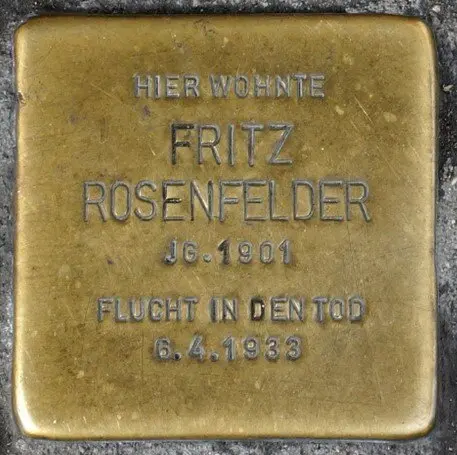 HIER WOHNTE
FRITZ
ROSENFELDER
JG. 1901
FLUCHT IN DEN TOD
6.4.1933